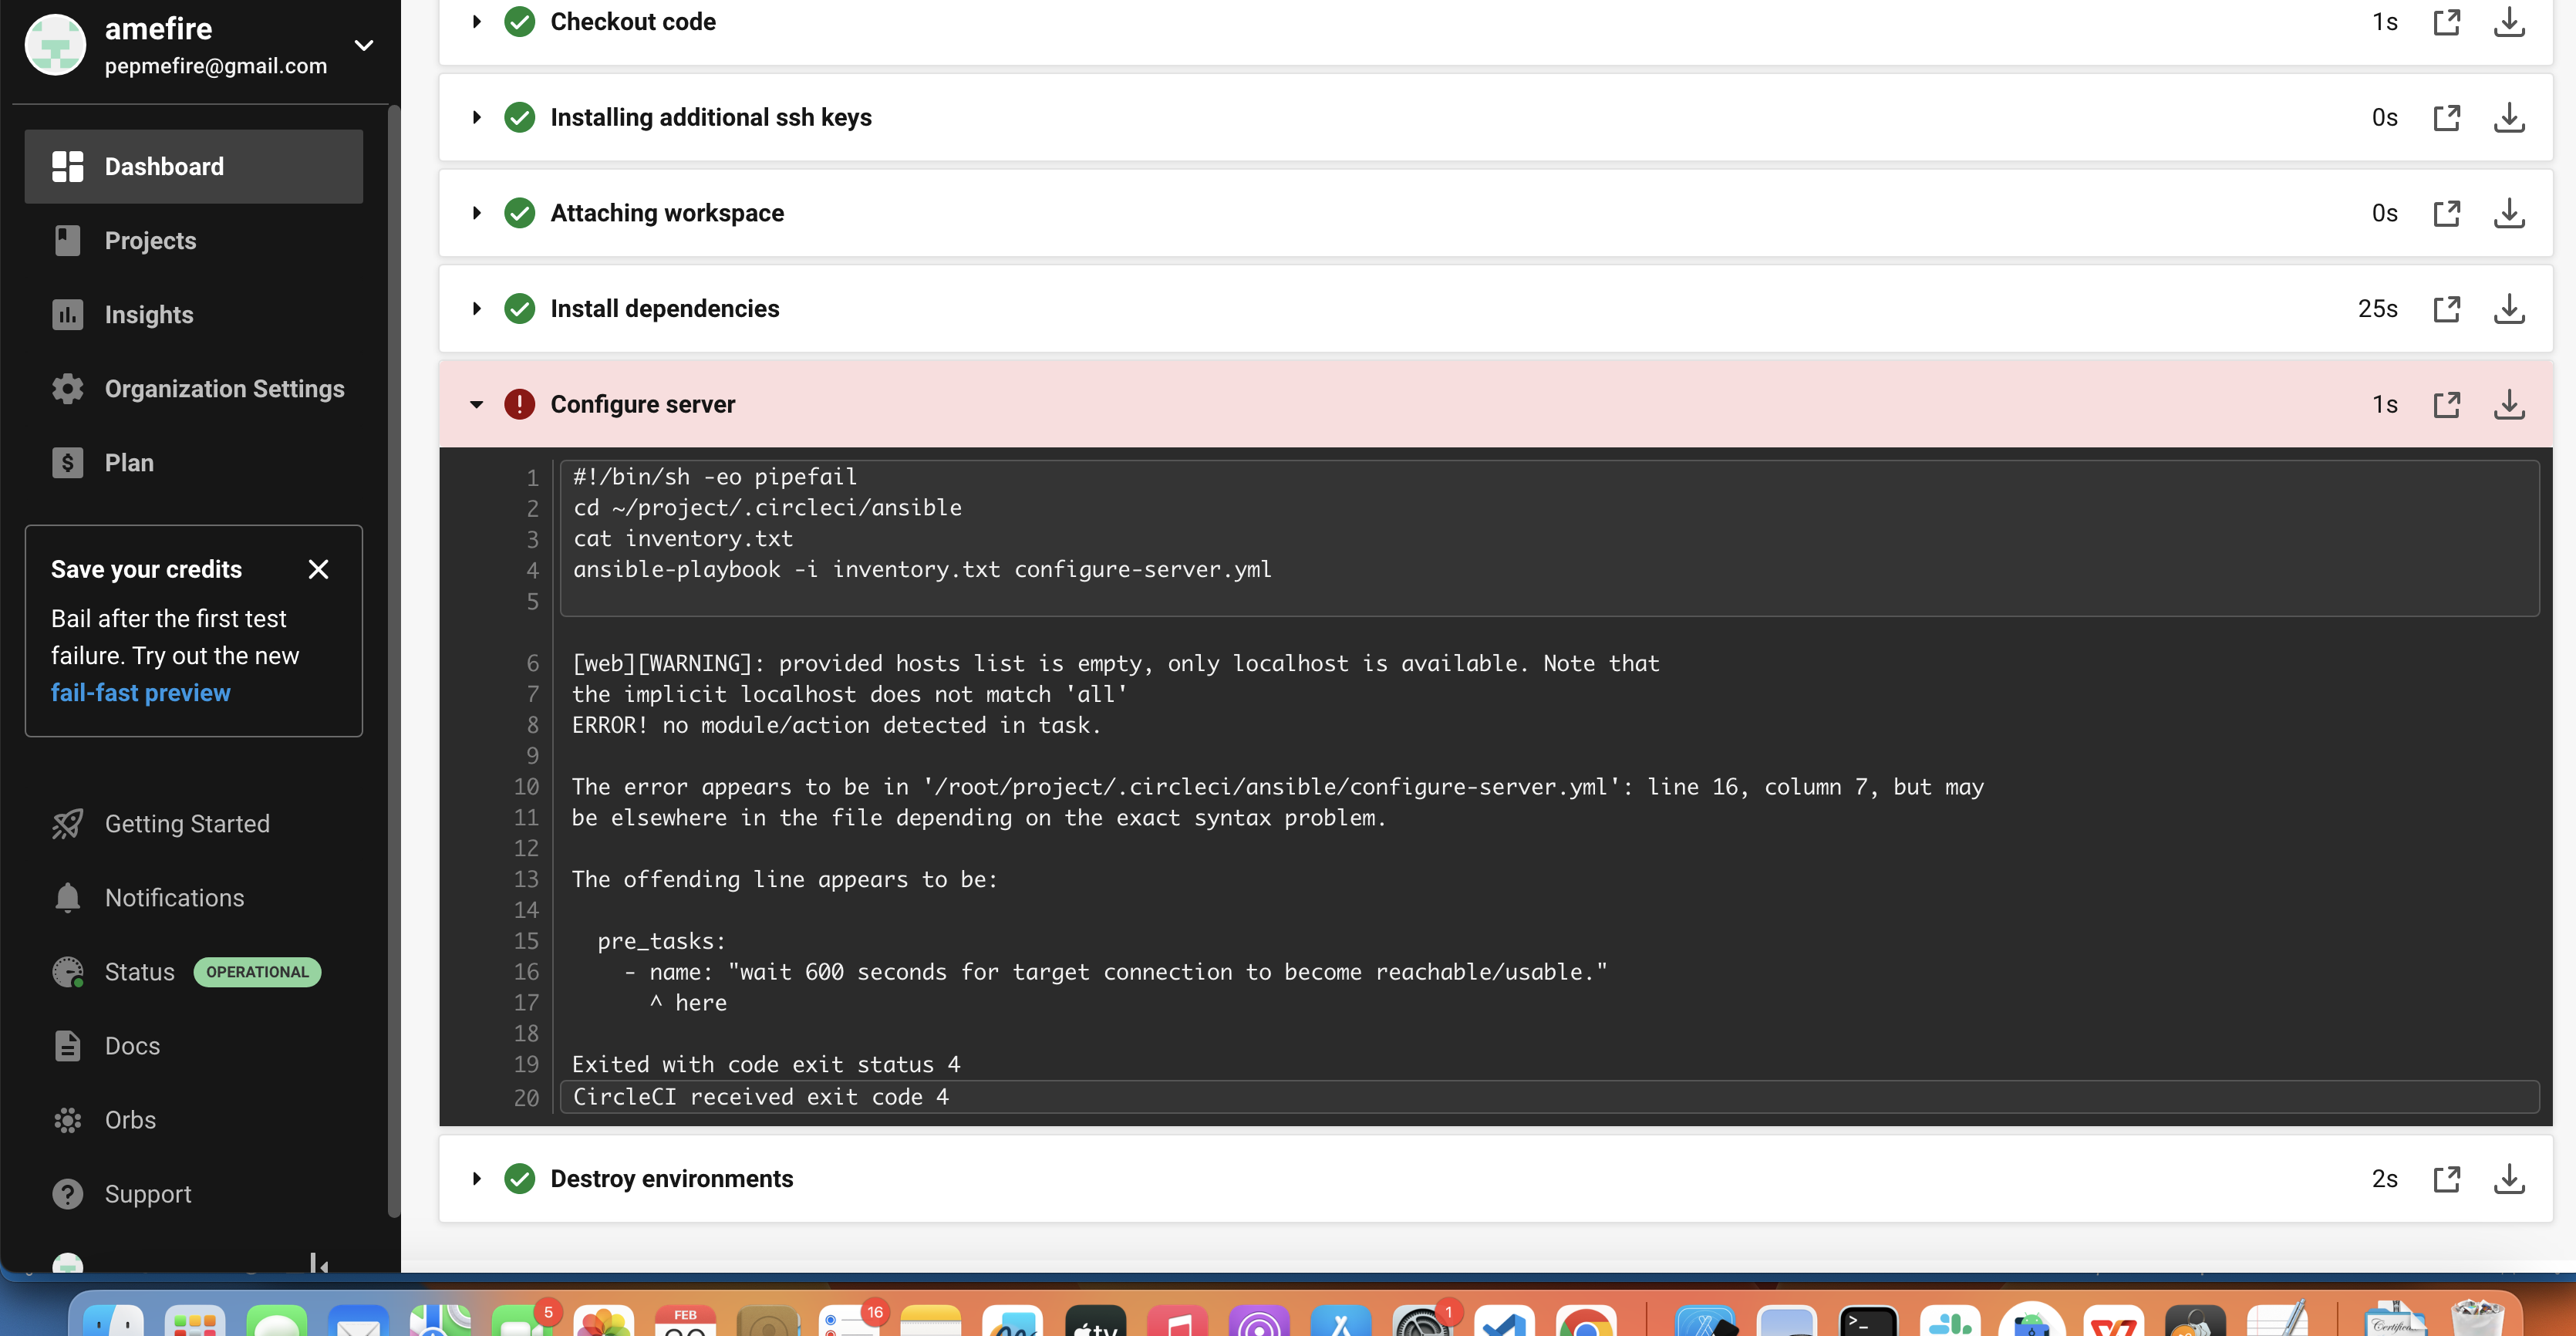 amefire
pepmefire@gmail.com
Dashboard
Projects
Insights
Organization Settings
Plan
Save your credits
Bail after the first test
failure. Try out the new
fail-fast preview
Getting Started
Notifications
Status OPERATIONAL
Docs
Orbs
Support
Checkout code 1s
Installing additional ssh keys 0s
Attaching workspace 0s
Install dependencies 25s
Configure server 1s
1 #!/bin/sh -eo pipefail
2 cd ~/project/.circleci/ansible
3 cat inventory.txt
4 ansible-playbook -i inventory.txt configure-server.yml
5
6 [web][WARNING]: provided hosts list is empty, only localhost is available. Note that
7 the implicit localhost does not match 'all'
8 ERROR! no module/action detected in task.
9
10 The error appears to be in '/root/project/.circleci/ansible/configure-server.yml': line 16, column 7, but may
11 be elsewhere in the file depending on the exact syntax problem.
12
13 The offending line appears to be:
14
15 pre_tasks:
16 - name: "wait 600 seconds for target connection to become reachable/usable."
17 ^ here
18
19 Exited with code exit status 4
20 CircleCI received exit code 4
Destroy environments 2s
5
FEB
16
tv
1
>_